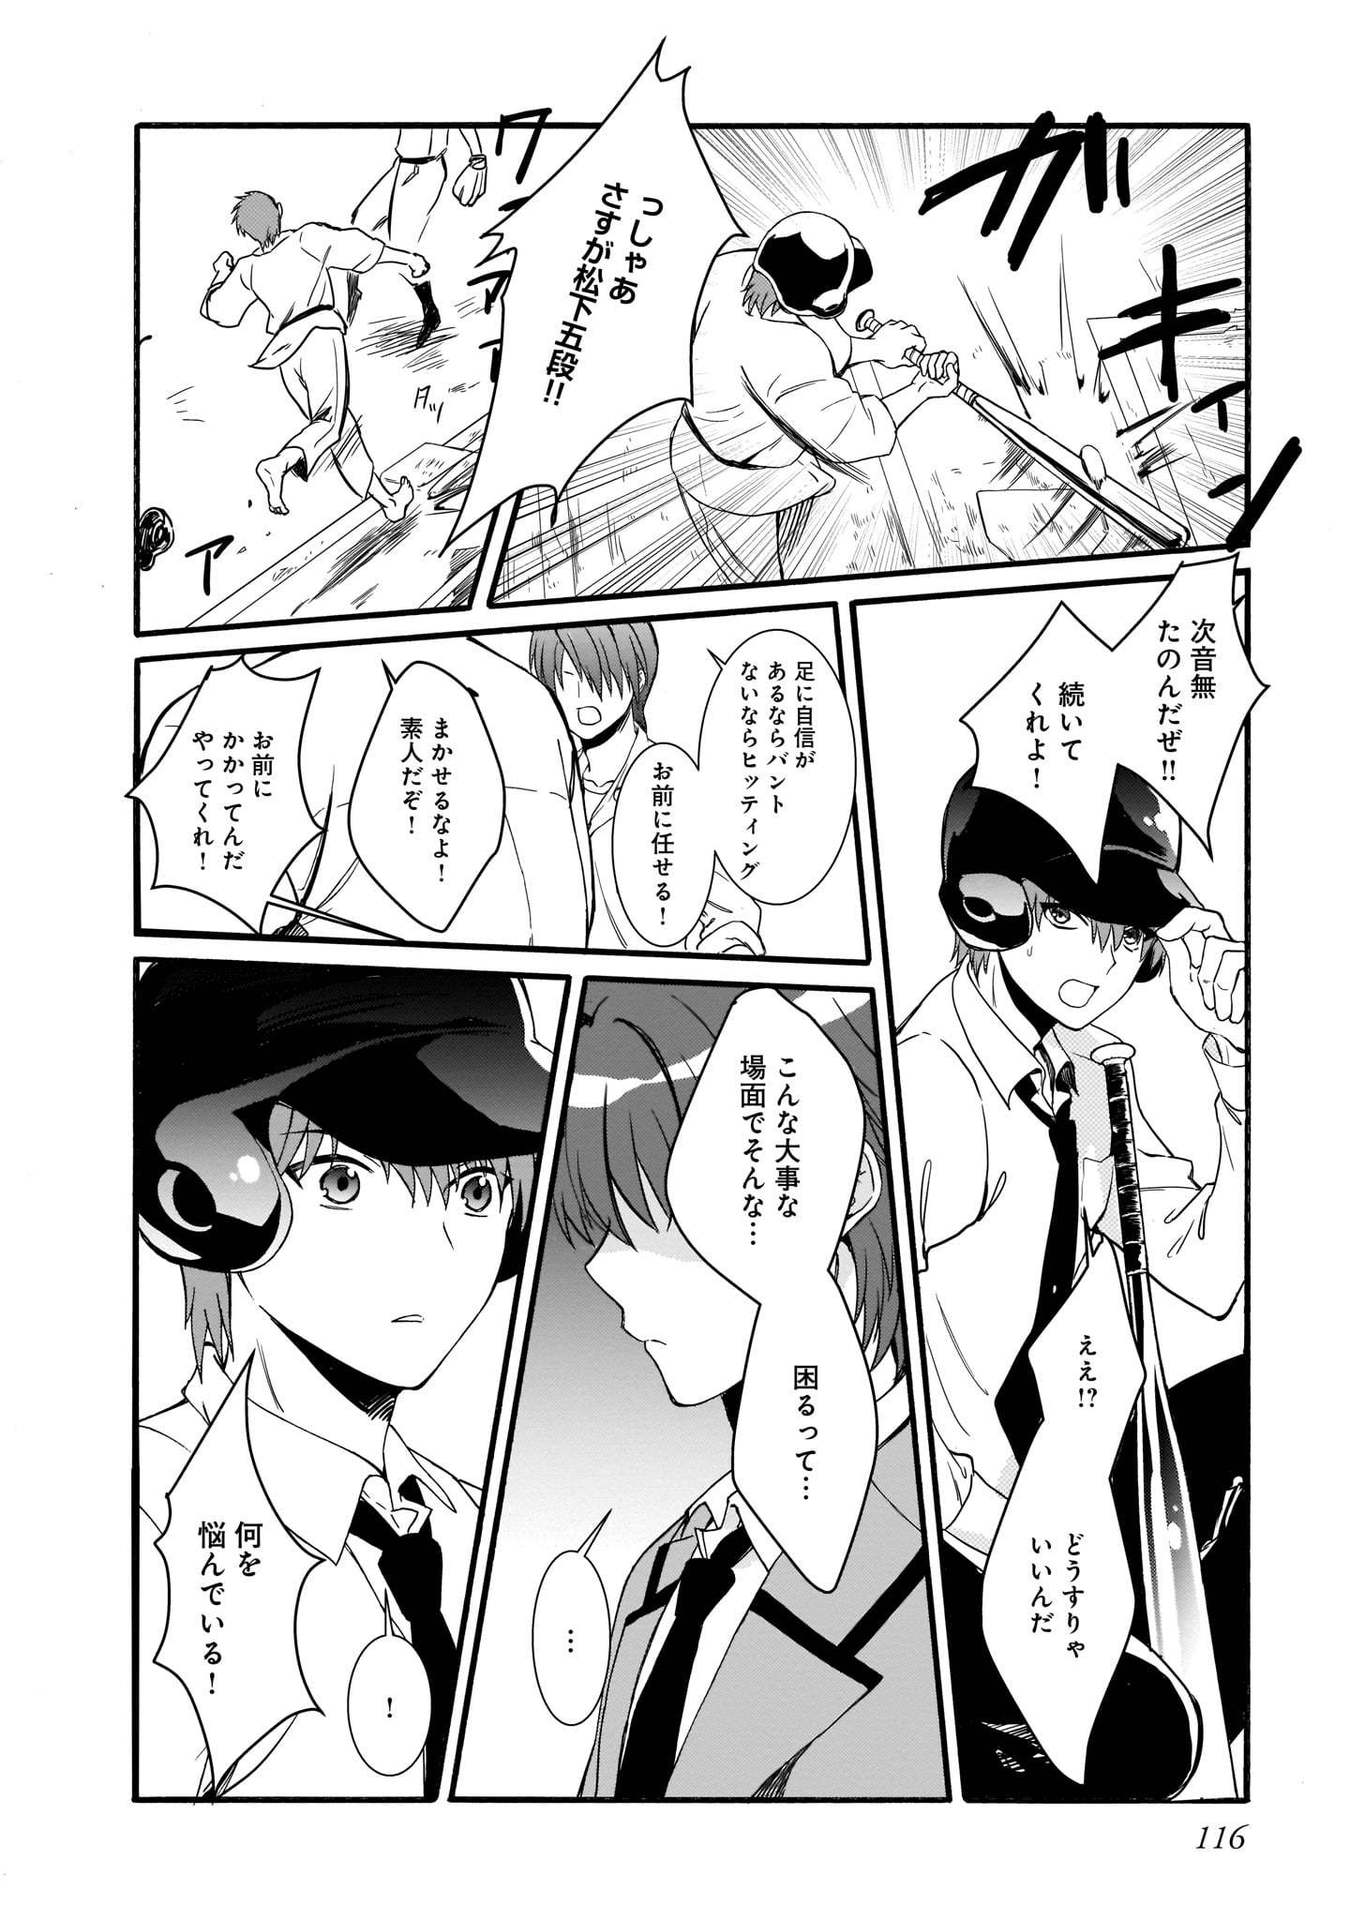 ガ
キィン
っしゃあ
さすが松下五段!!
ワ
ァ
ダッ
次音無
たのんだぜ!!
続いて
くれよ!
ええ!?
どうすりゃ
いいんだ
足に自信が
あるならバント
ないならヒッティング
お前に任せる!
まかせるなよ!
素人だぞ!
お前に
かかってんだ
やってくれ!
こんな大事な
場面でそんな…
困るって…
…
!
何を
悩んでいる!
116